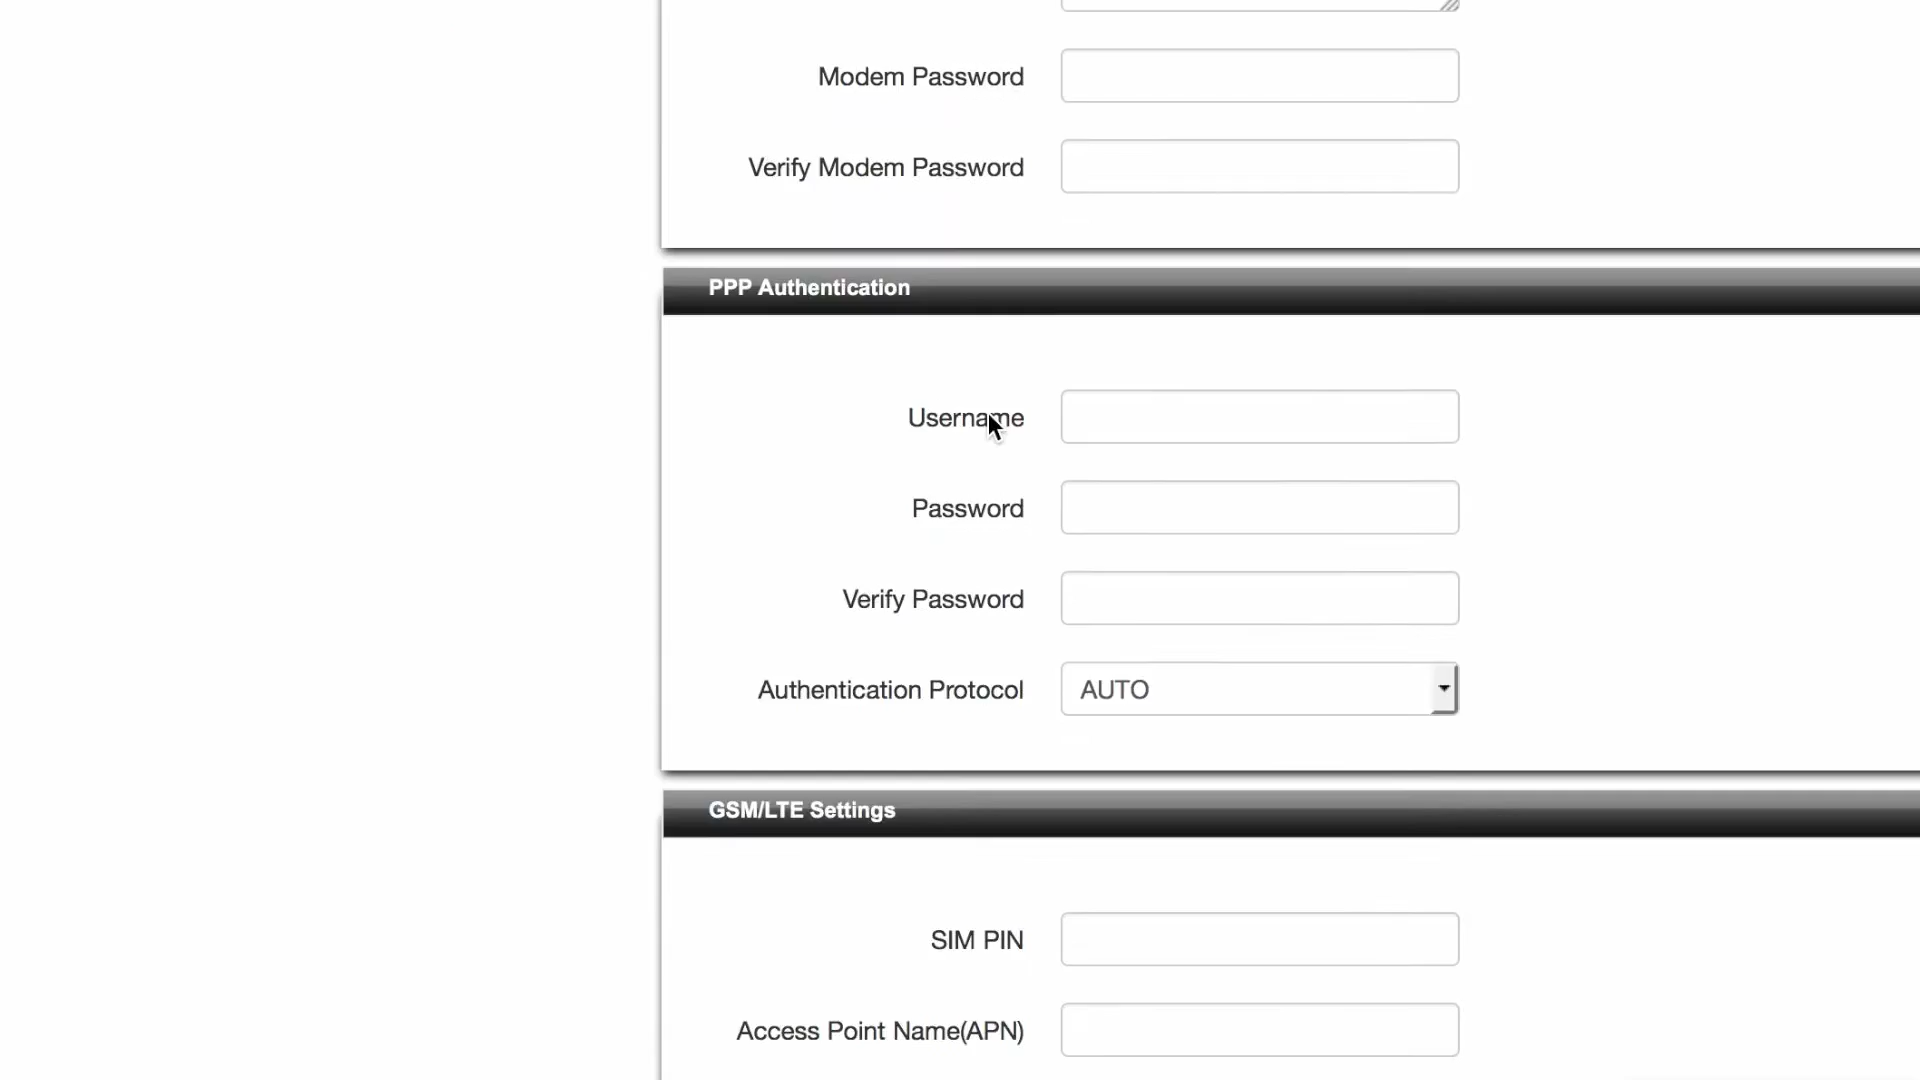 Modem Password
Verify Modem Password
PPP Authentication
Username
Password
Verify Password
Authentication Protocol AUTO
GSM/LTE Settings
SIM PIN
Access Point Name(APN)